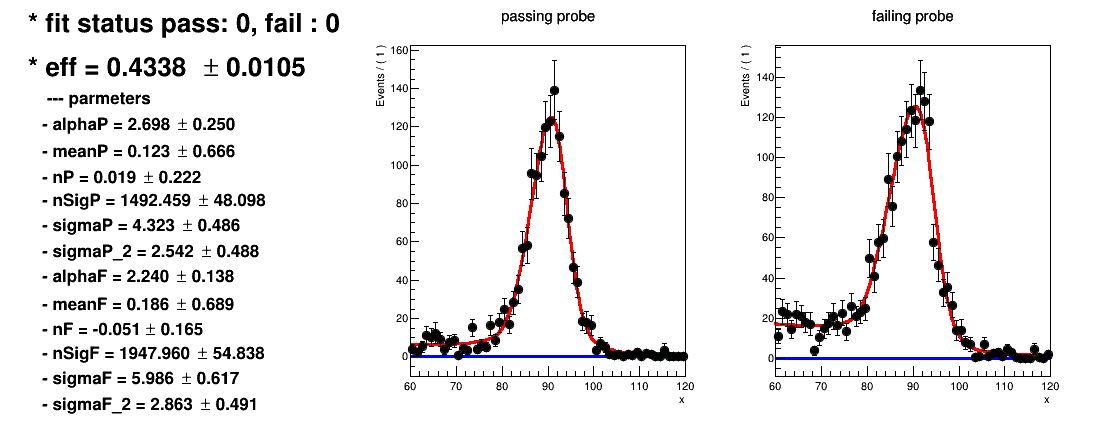 * fit status pass: 0, fail : 0
* eff = 0.4338 ± 0.0105
--- parmeters
- alphaP = 2.698 ± 0.250
- meanP = 0.123 ± 0.666
- nP = 0.019 ± 0.222
- nSigP = 1492.459 ± 48.098
- sigmaP = 4.323 ± 0.486
- sigmaP_2 = 2.542 ± 0.488
- alphaF = 2.240 ± 0.138
- meanF = 0.186 ± 0.689
- nF = -0.051 ± 0.165
- nSigF = 1947.960 ± 54.838
- sigmaF = 5.986 ± 0.617
- sigmaF_2 = 2.863 ± 0.491
passing probe
Events / ( 1 )
160
140
120
100
80
60
40
20
0
60 70 80 90 100 110 120
x
failing probe
Events / ( 1 )
140
120
100
80
60
40
20
0
60 70 80 90 100 110 120
x